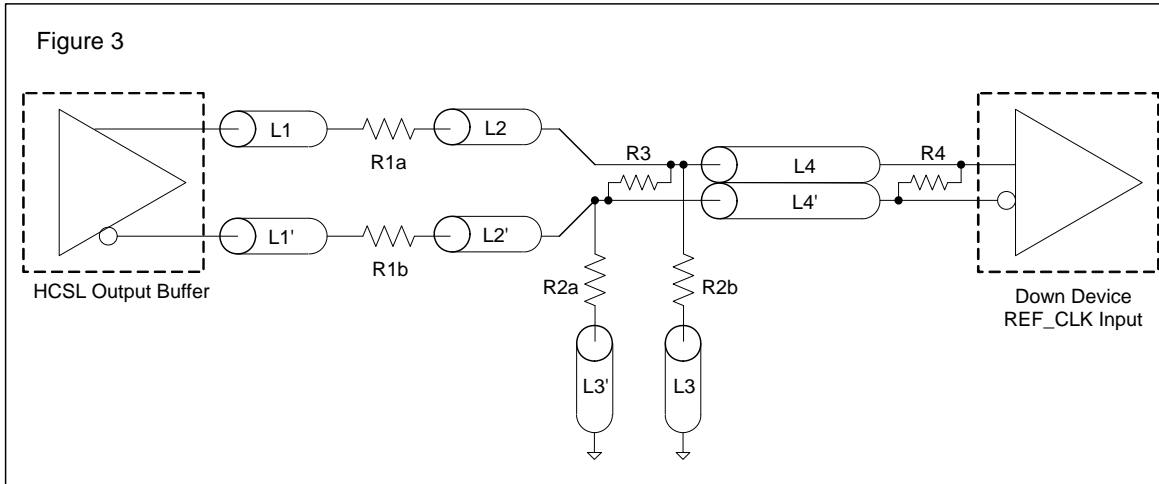 Figure 3
L1
R1a
L2
R3
L4
R4
L4'
L1'
R1b
L2'
HCSL Output Buffer
R2a
R2b
Down Device
REF_CLK Input
L3'
L3